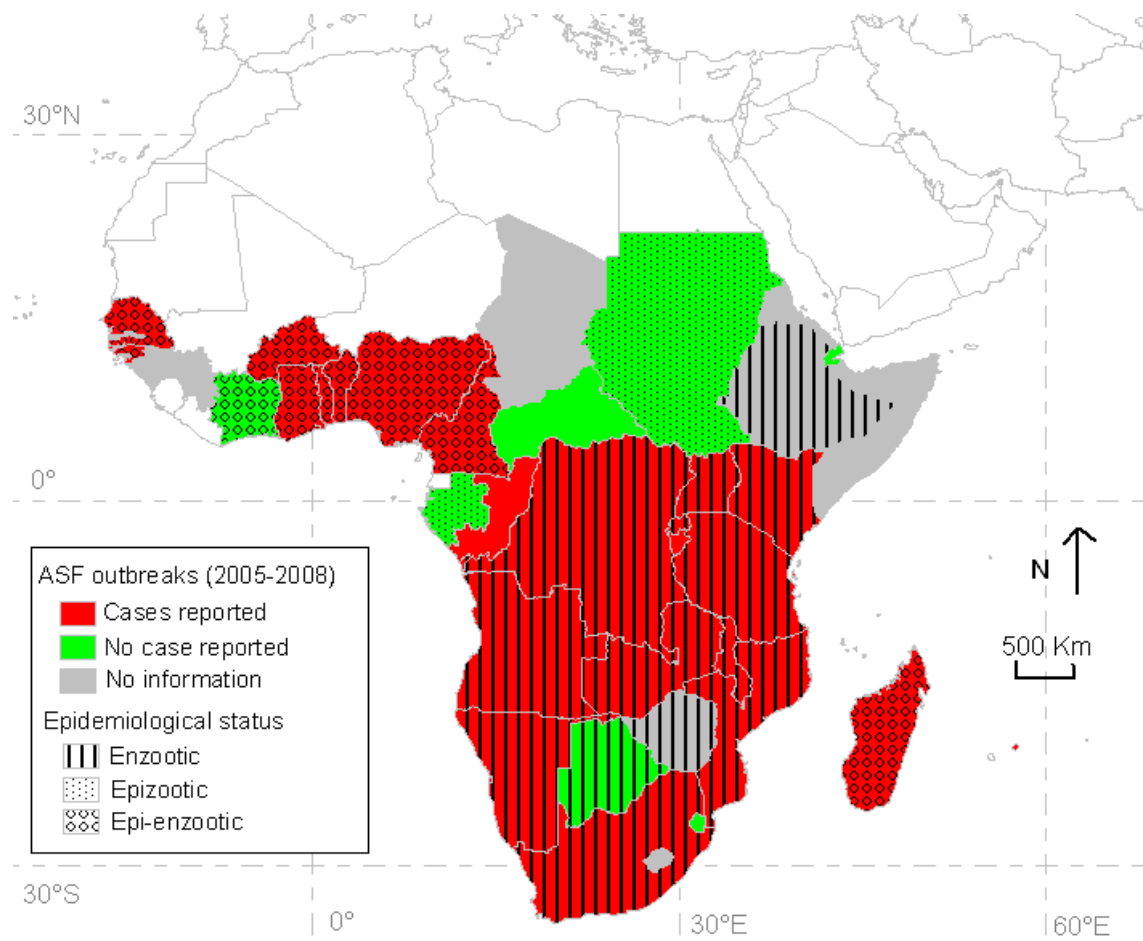 30°N
0°
ASF outbreaks (2005-2008)
Cases reported
No case reported
No information
Epidemiological status
Enzootic
Epizootic
Epi-enzootic
N
500 Km
30°S
0°
30°E
60°E